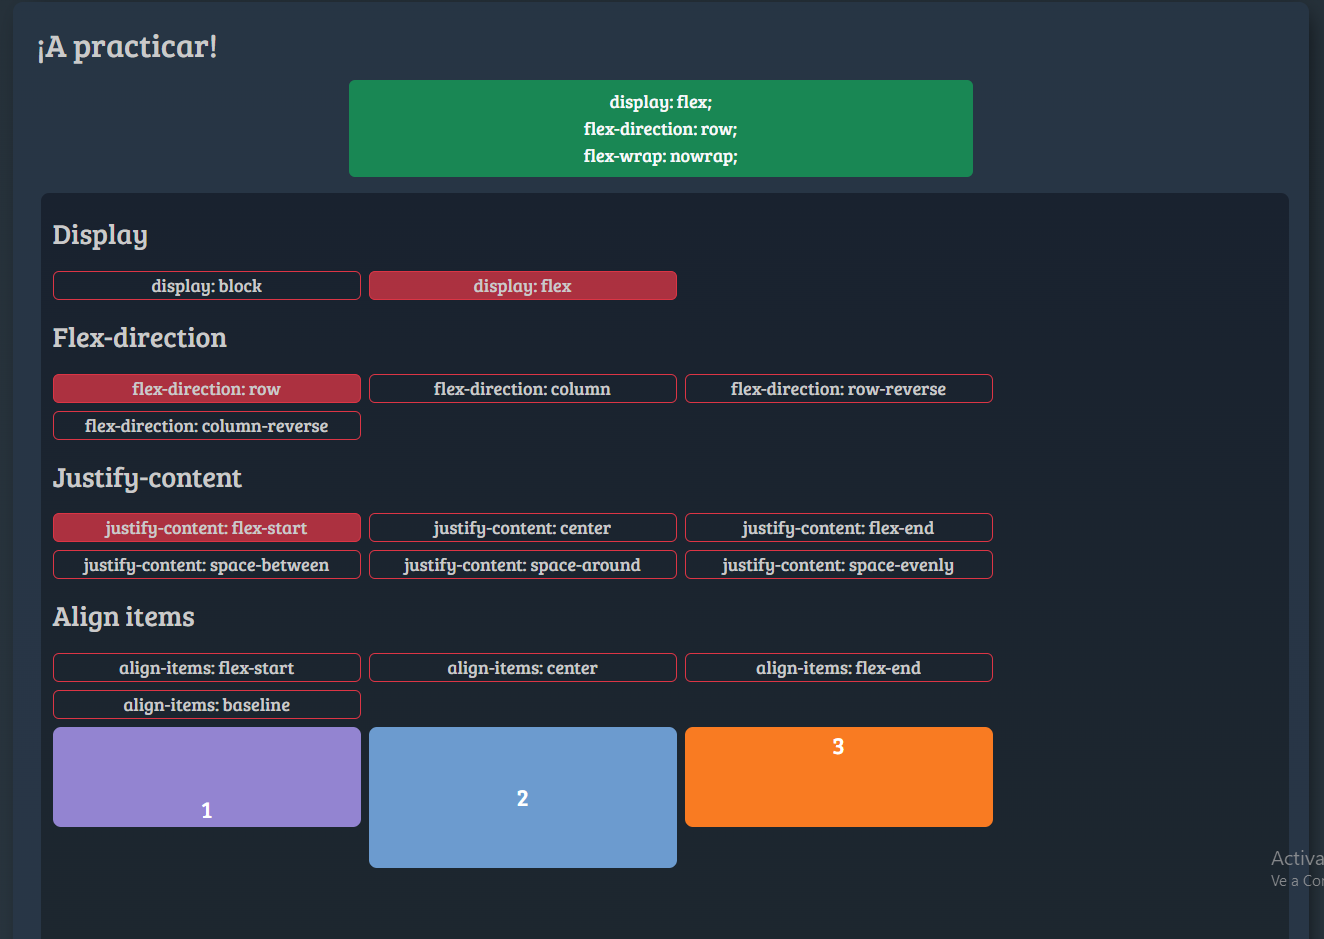 ¡A practicar!
display: flex;
flex-direction: row;
flex-wrap: nowrap;
Display
display: block display: flex
Flex-direction
flex-direction: row flex-direction: column flex-direction: row-reverse
flex-direction: column-reverse
Justify-content
justify-content: flex-start justify-content: center justify-content: flex-end
justify-content: space-between justify-content: space-around justify-content: space-evenly
Align items
align-items: flex-start align-items: center align-items: flex-end
align-items: baseline
3
2
1
Activa
Ve a Con